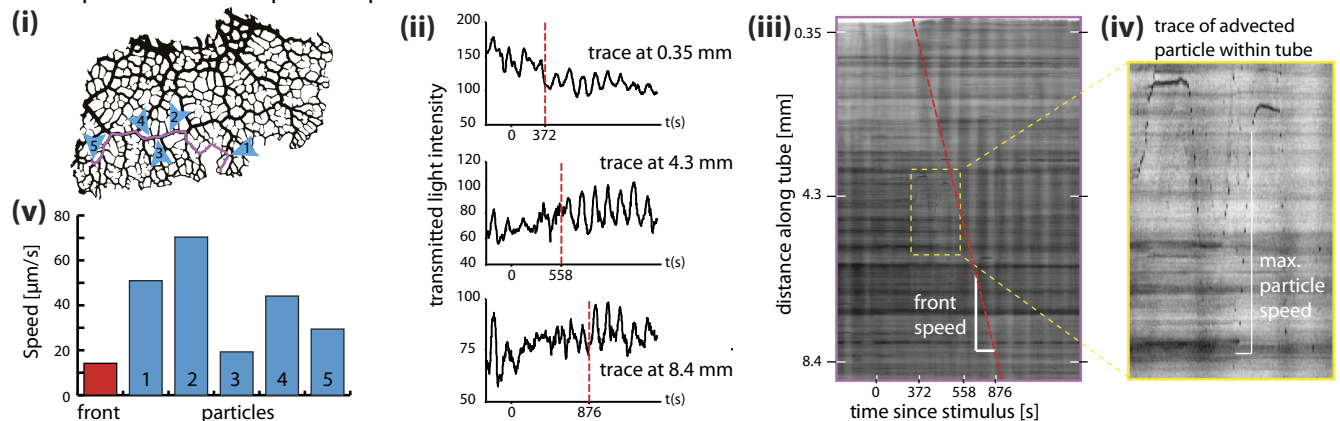 (i)
4
2
5
3
1
(ii)
transmitted light intensity
200
150
100
50
trace at 0.35 mm
0
372
t(s)
120
100
80
60
40
trace at 4.3 mm
0
558
t(s)
100
75
50
trace at 8.4 mm
0
876
t(s)
(iii)
distance along tube [mm]
0.35
4.3
8.4
front
speed
0
372
558
876
time since stimulus [s]
(iv)
trace of advected
particle within tube
max.
particle
speed
(v)
Speed [µm/s]
80
60
40
20
0
1
2
3
4
5
front
particles